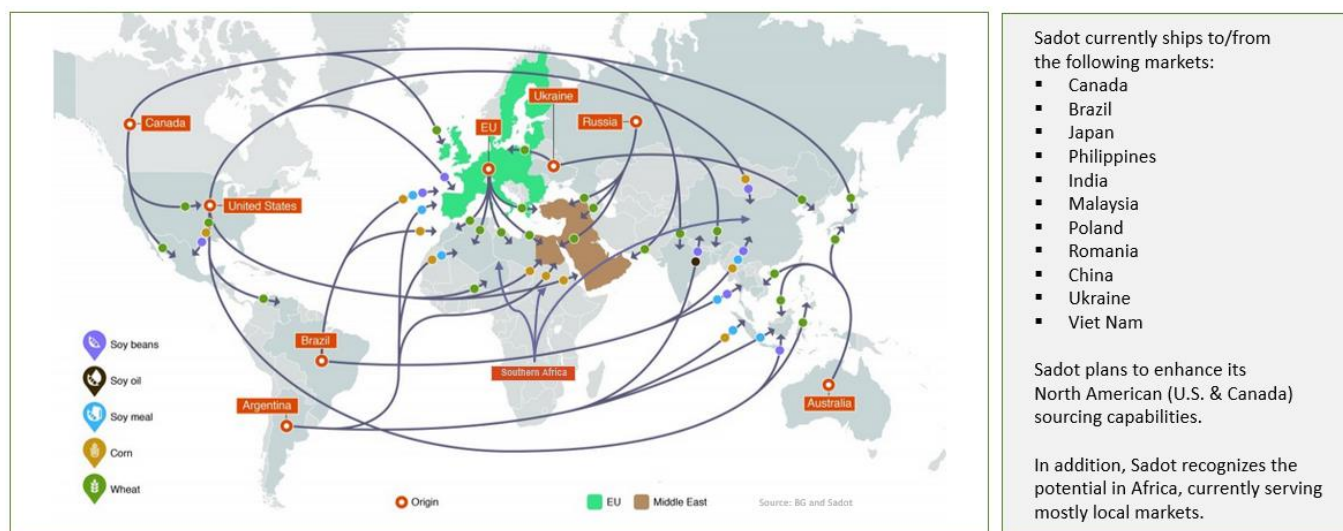 Canada
United States
Brazil
Argentina
EU
Ukraine
Russia
Southern Africa
Australia
Soy beans
Soy oil
Soy meal
Corn
Wheat
Origin
EU
Middle East
Source: BG and Sadot
Sadot currently ships to/from
the following markets:
▪ Canada
▪ Brazil
▪ Japan
▪ Philippines
▪ India
▪ Malaysia
▪ Poland
▪ Romania
▪ China
▪ Ukraine
▪ Viet Nam
Sadot plans to enhance its
North American (U.S. & Canada)
sourcing capabilities.
In addition, Sadot recognizes the
potential in Africa, currently serving
mostly local markets.